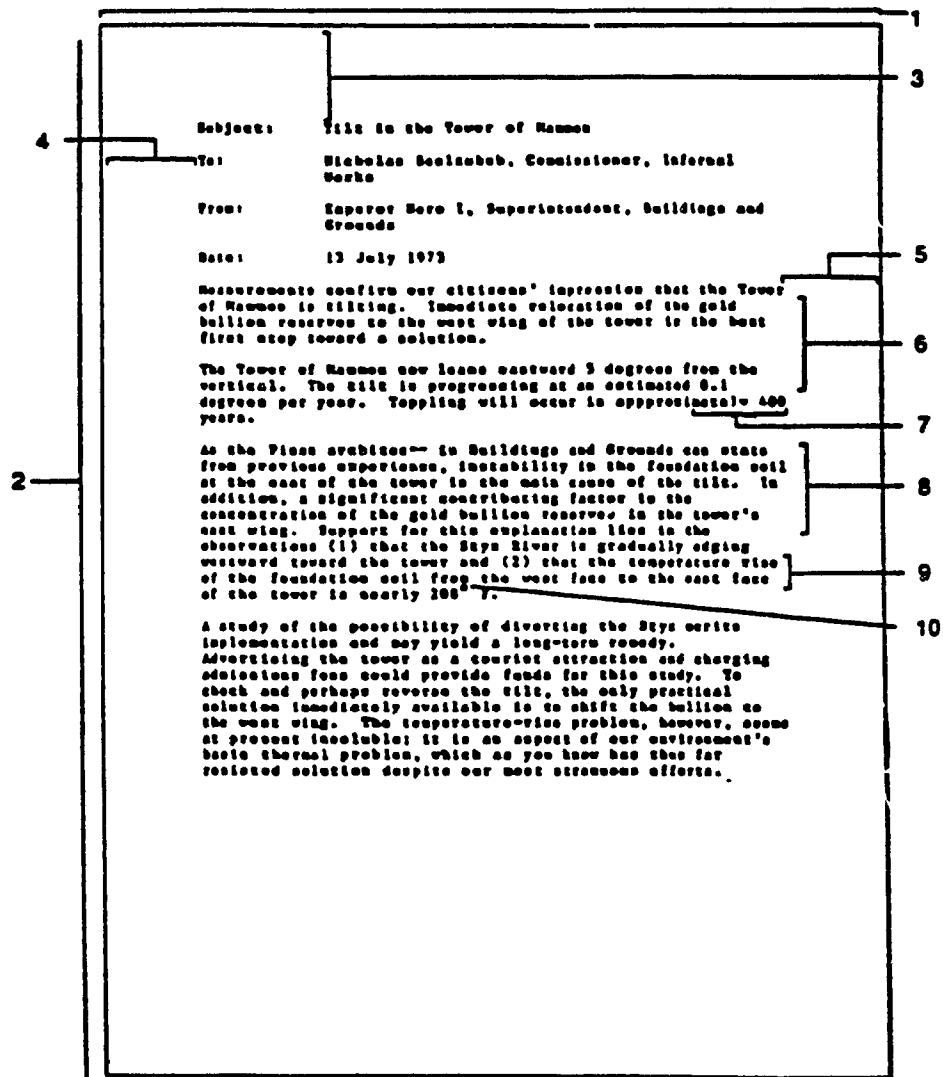 1
3
Subject: Tilt in the Tower of Mammon
4
To: Nicholas Beelzebub, Commissioner, Infernal
Works
From: Emperor Nero I, Superintendent, Buildings and
Grounds
Date: 13 July 1973
5
Measurements confirm our citizens' impression that the Tower
of Mammon is tilting. Immediate relocation of the gold
bullion reserves to the west wing of the tower is the best
first step toward a solution.
6
The Tower of Mammon now leans eastward 5 degrees from the
vertical. The tilt is progressing at an estimated 0.1
degrees per year. Toppling will occur in appproximately 400
years.
7
As the Pisan in Buildings and Grounds can state
from previous experience, instability in the foundation soil
at the east of the tower is the main cause of the tilt. In
addition, a significant contributing factor is the
concentration of the gold bullion reserves in the tower's
east wing. Support for this explanation lies in the
observations (1) that the Styx River is gradually edging
westward toward the tower and (2) that the temperature rise
of the foundation soil from the west face to the east face
of the tower is nearly 200° F.
2
8
9
10
A study of the possibility of diverting the Styx merits
implementation and may yield a long-term remedy.
Advertising the tower as a tourist attraction and charging
admissions fees could provide funds for this study. To
check and perhaps reverse the tilt, the only practical
solution immediately available is to shift the bullion to
the west wing. The temperature-rise problem, however, seems
at present insoluble; it is an aspect of our environment's
basic thermal problem, which as you know has thus far
resisted solution despite our most strenuous efforts.